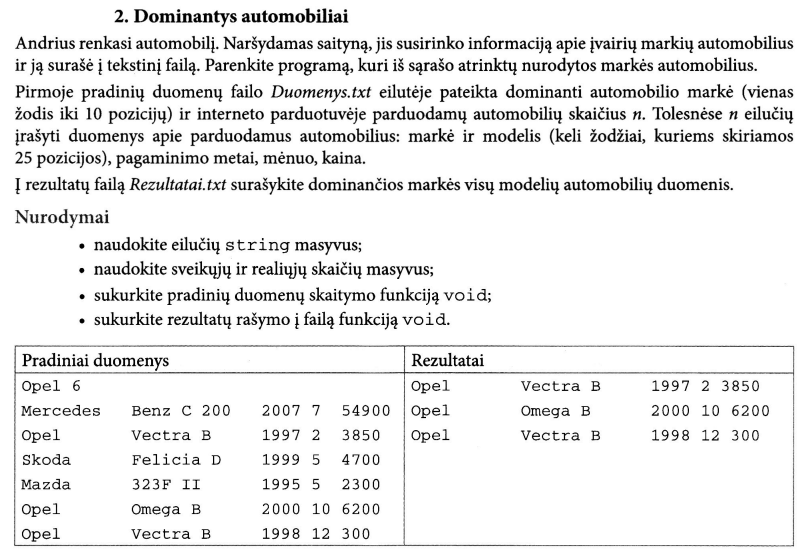 2. Dominantys automobiliai
Andrius renkasi automobilį. Naršydamas saityną, jis susirinko informaciją apie įvairių markių automobilius
ir ją surašė į tekstinį failą. Parenkite programą, kuri iš sąrašo atrinktų nurodytos markės automobilius.
Pirmoje pradinių duomenų failo Duomenys.txt eilutėje pateikta dominanti automobilio markė (vienas
žodis iki 10 pozicijų) ir interneto parduotuvėje parduodamų automobilių skaičius n. Tolesnėse n eilučių
įrašyti duomenys apie parduodamus automobilius: markė ir modelis (keli žodžiai, kuriems skiriamos
25 pozicijos), pagaminimo metai, mėnuo, kaina.
Į rezultatų failą Rezultatai.txt surašykite dominančios markės visų modelių automobilių duomenis.
Nurodymai
• naudokite eilučių string masyvus;
• naudokite sveikųjų ir realiųjų skaičių masyvus;
• sukurkite pradinių duomenų skaitymo funkciją void;
• sukurkite rezultatų rašymo į failą funkciją void.
Pradiniai duomenys Rezultatai
Opel 6 Opel Vectra B 1997 2 3850
Mercedes Benz C 200 2007 7 54900 Opel Omega B 2000 10 6200
Opel Vectra B 1997 2 3850 Opel Vectra B 1998 12 300
Skoda Felicia D 1999 5 4700
Mazda 323F II 1995 5 2300
Opel Omega B 2000 10 6200
Opel Vectra B 1998 12 300